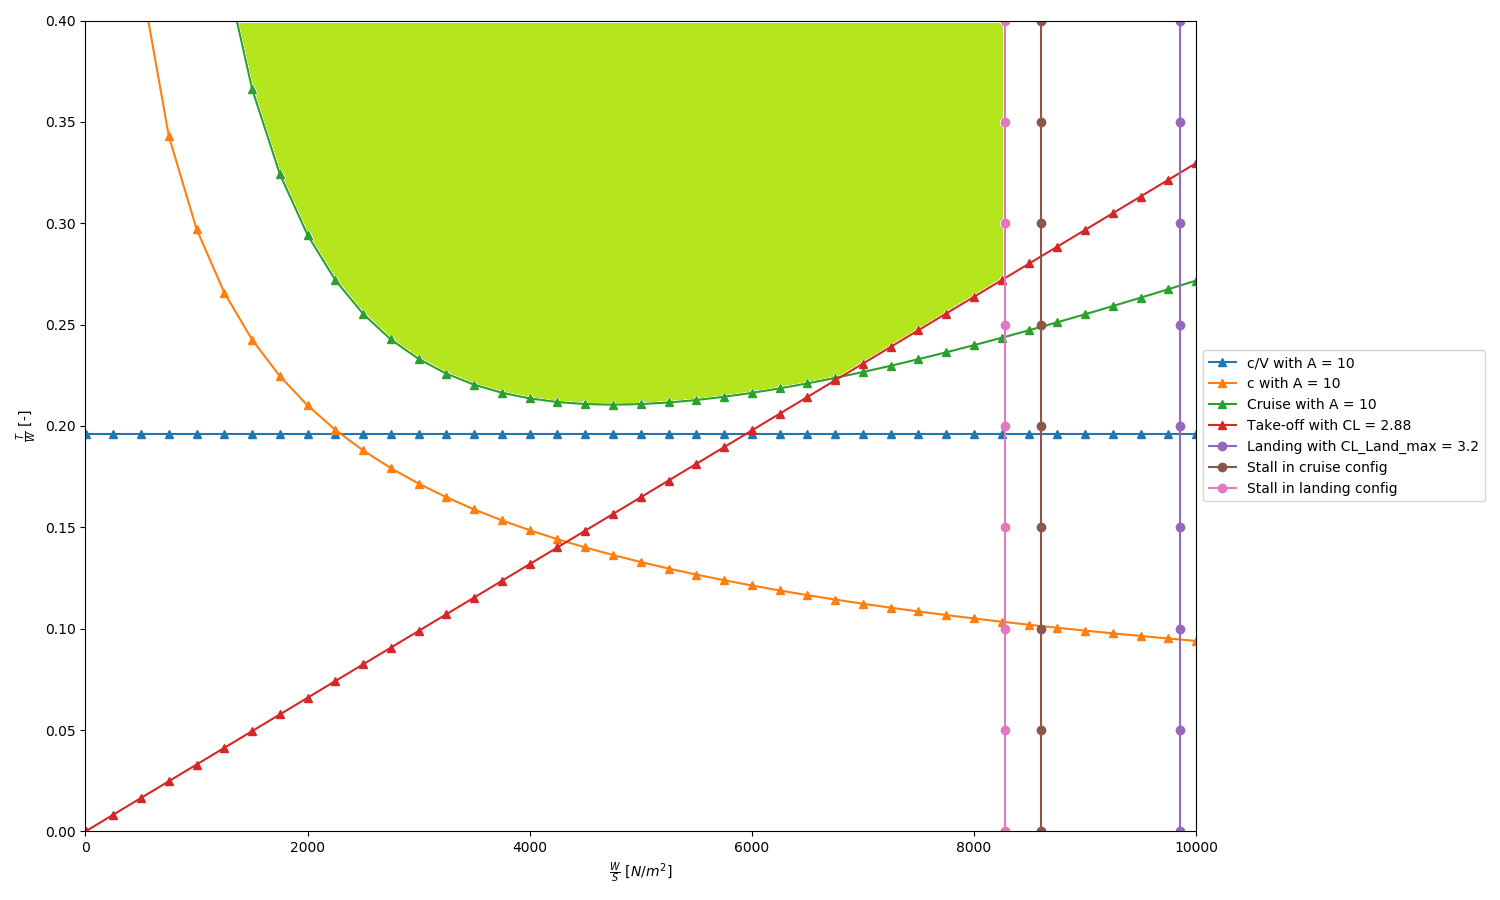 0.40
0.35
0.30
0.25
0.20
0.15
0.10
0.05
0.00
T/W [-]
0 2000 4000 6000 8000 10000
W/S [N/m²]
c/V with A = 10
c with A = 10
Cruise with A = 10
Take-off with CL = 2.88
Landing with CL_Land_max = 3.2
Stall in cruise config
Stall in landing config